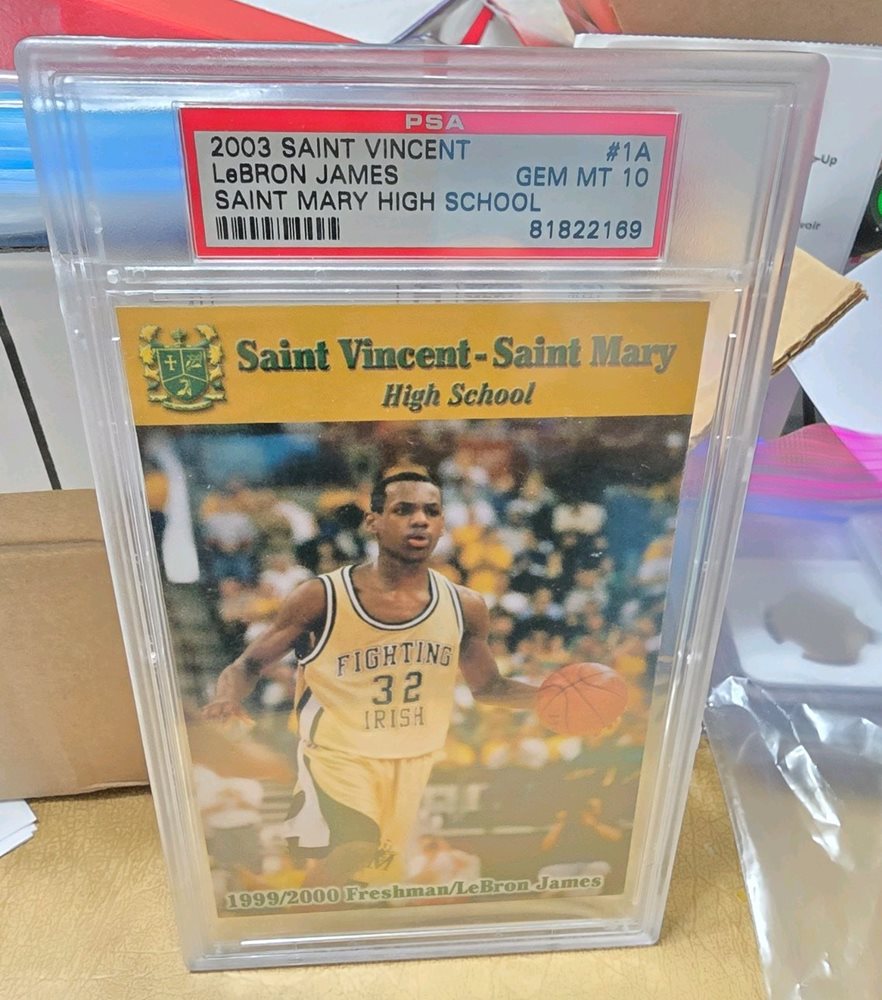 PSA
2003 SAINT VINCENT #1A
LeBRON JAMES GEM MT 10
SAINT MARY HIGH SCHOOL
81822169
Saint Vincent-Saint Mary
High School
FIGHTING
32
IRISH
1999/2000 Freshman/LeBron James
Up